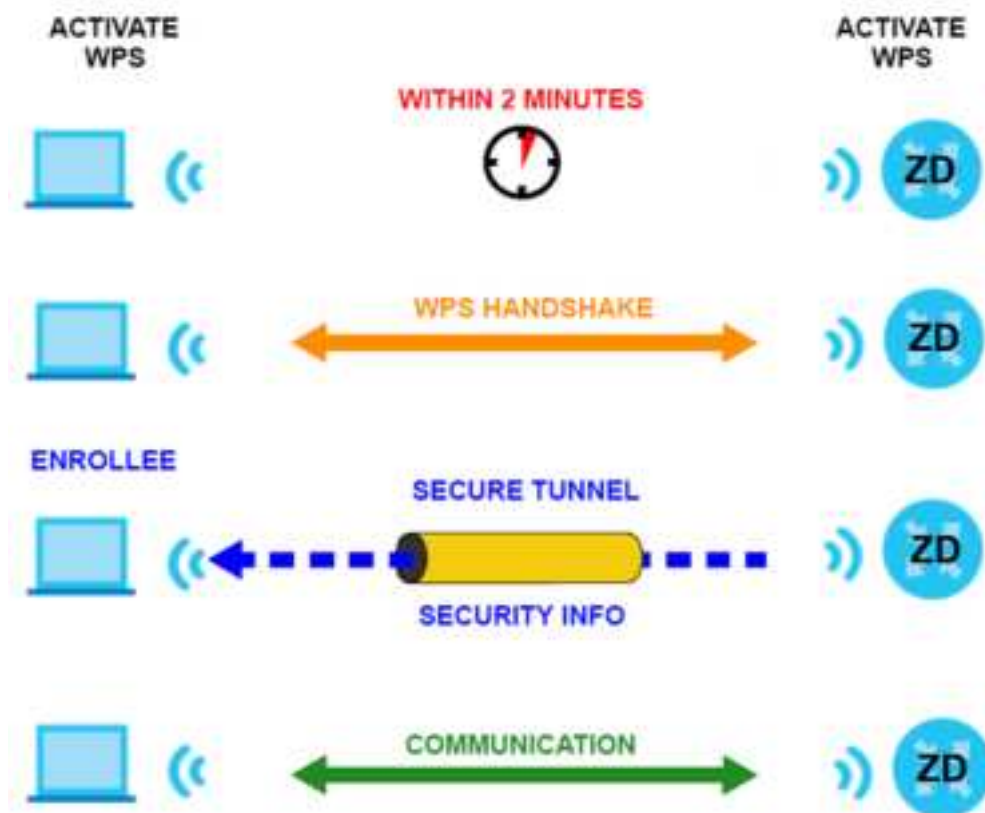 ACTIVATE
WPS
ACTIVATE
WPS
WITHIN 2 MINUTES
ZD
WPS HANDSHAKE
ZD
ENROLLEE
SECURE TUNNEL
ZD
SECURITY INFO
COMMUNICATION
ZD